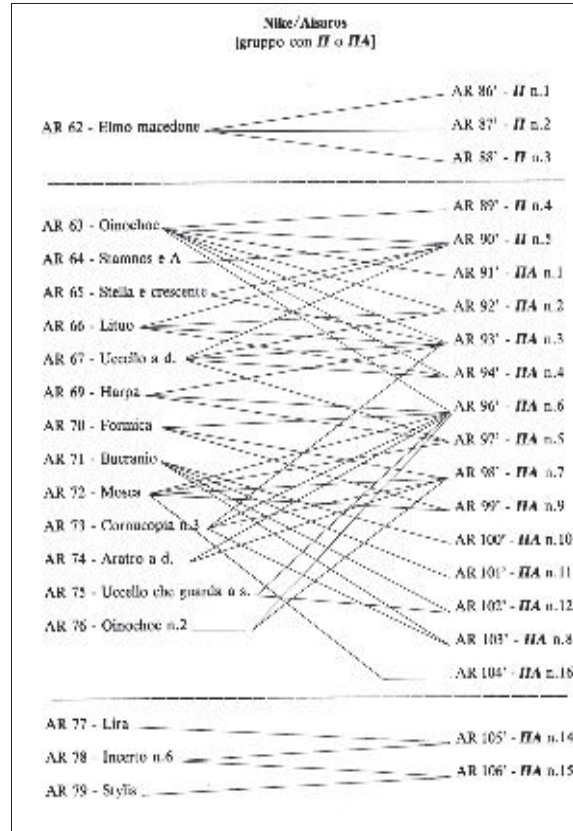 Nike/Aisuros
[gruppo con Π o ΠA]
AR 62 - Elmo macedone
AR 86' - Π n.1
AR 87' - Π n.2
AR 88' - Π n.3
AR 63 - Oinochoe
AR 64 - Stamnos e Λ
AR 65 - Stella e crescente
AR 66 - Lituo
AR 67 - Uccello a d.
AR 69 - Harpa
AR 70 - Formica
AR 71 - Bucranio
AR 72 - Mosca
AR 73 - Cornucopia n.3
AR 74 - Aratro a d.
AR 75 - Uccello che guarda a s.
AR 76 - Oinochoe n.2
AR 89' - Π n.4
AR 90' - Π n.5
AR 91' - ΠA n.1
AR 92' - ΠA n.2
AR 93' - ΠA n.3
AR 94' - ΠA n.4
AR 96' - ΠA n.6
AR 97' - ΠA n.5
AR 98' - ΠA n.7
AR 99' - ΠA n.9
AR 100' - ΠA n.10
AR 101' - ΠA n.11
AR 102' - ΠA n.12
AR 103' - ΠA n.8
AR 104' - ΠA n.16
AR 77 - Lira
AR 78 - Incerto n.6
AR 79 - Stylis
AR 105' - ΠA n.14
AR 106' - ΠA n.15